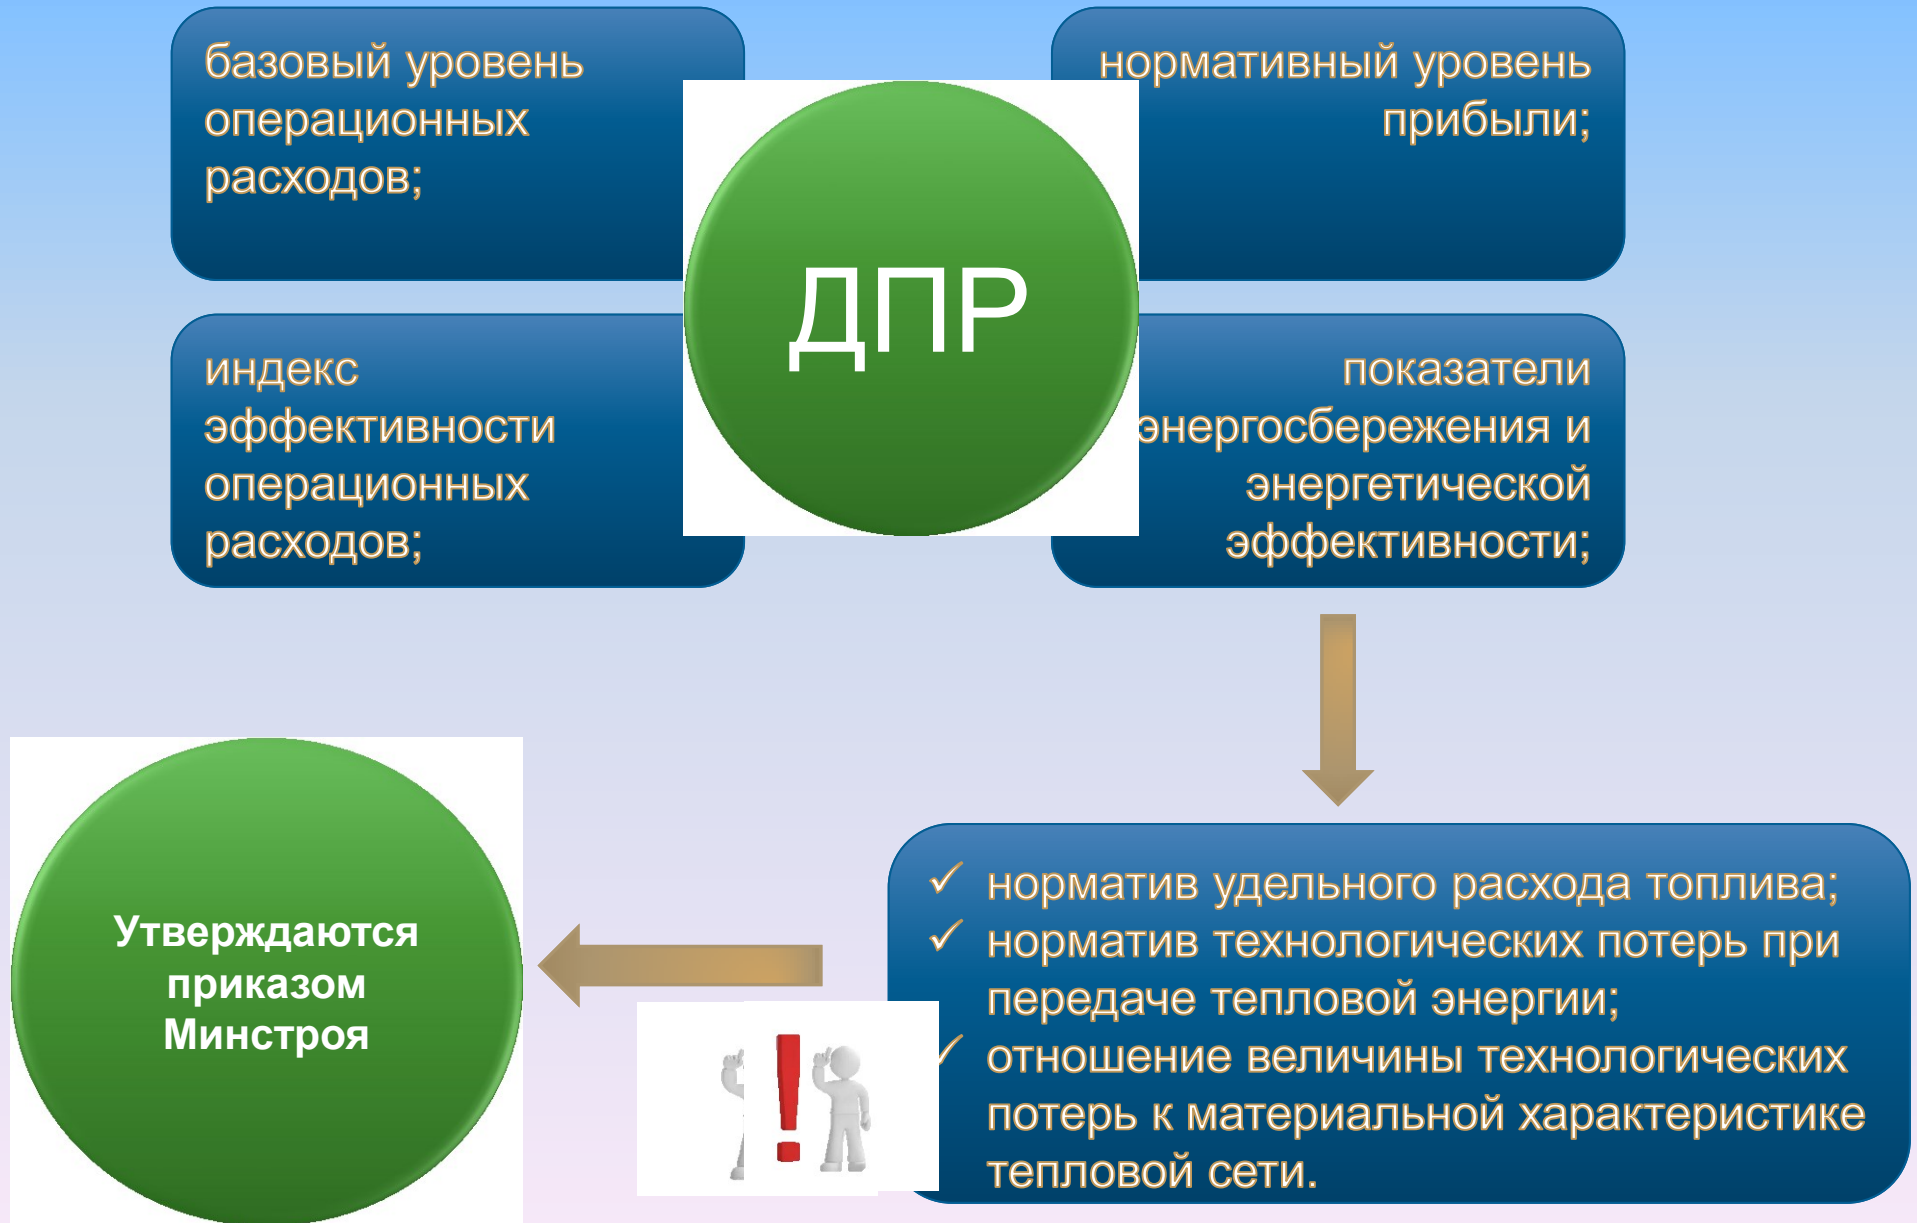 базовый уровень
операционных
расходов;
нормативный уровень
прибыли;
ДПР
индекс
эффективности
операционных
расходов;
показатели
энергосбережения и
энергетической
эффективности;
Утверждаются
приказом
Минстроя
✓ норматив удельного расхода топлива;
✓ норматив технологических потерь при
передаче тепловой энергии;
✓ отношение величины технологических
потерь к материальной характеристике
тепловой сети.